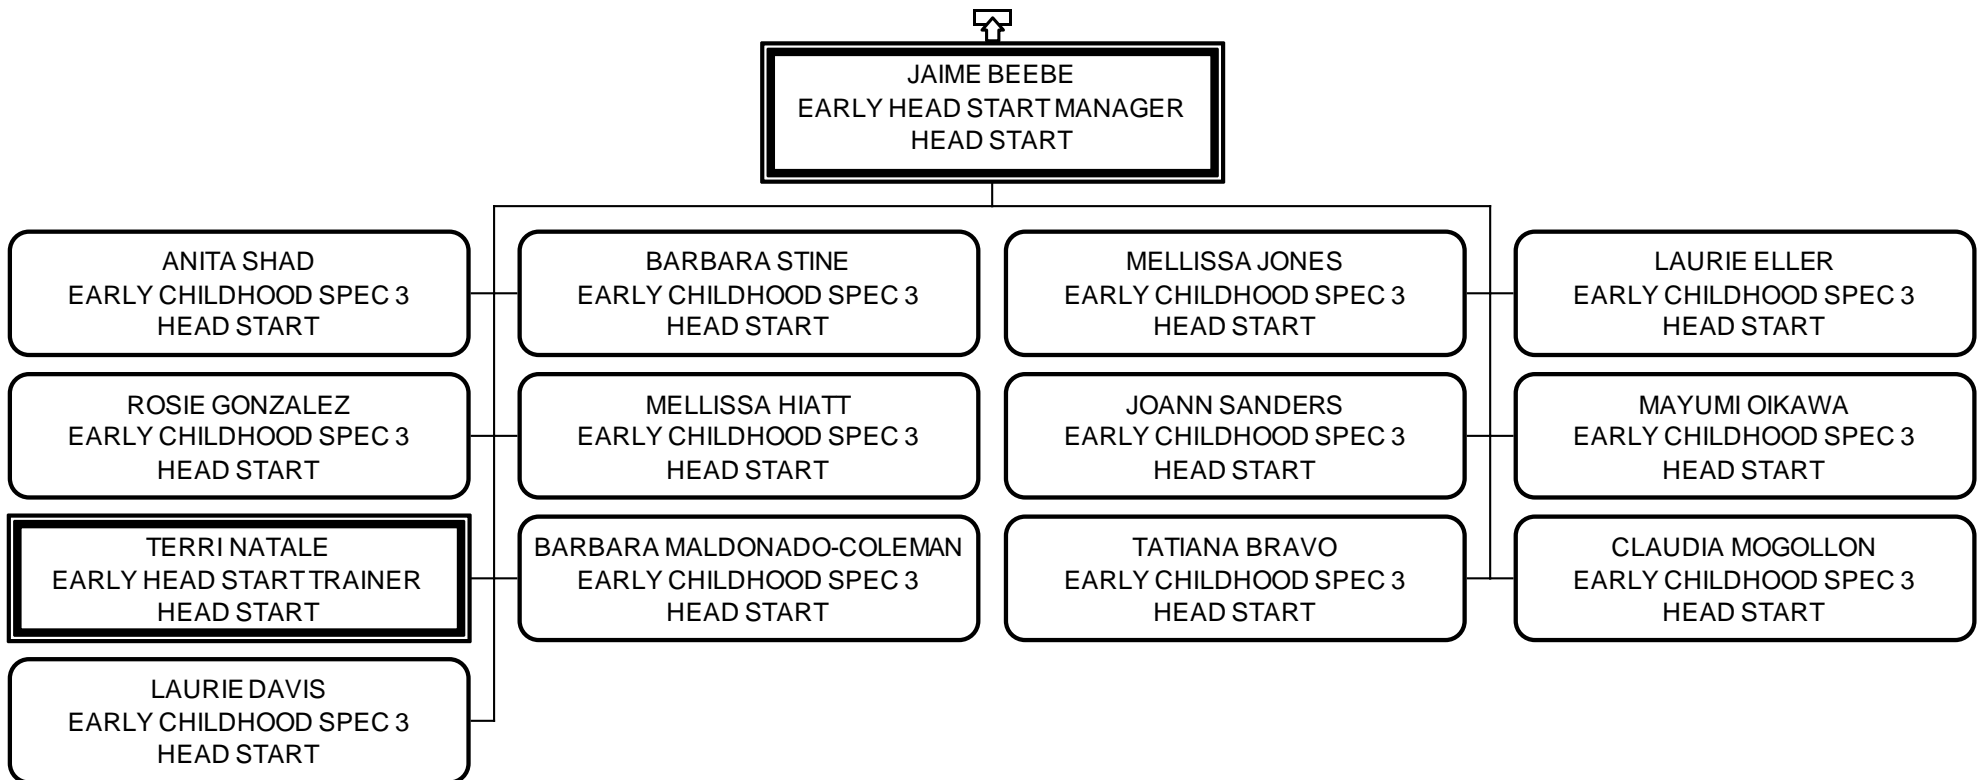 JAIME BEEBE
EARLY HEAD START MANAGER
HEAD START
ANITA SHAD
EARLY CHILDHOOD SPEC 3
HEAD START
BARBARA STINE
EARLY CHILDHOOD SPEC 3
HEAD START
MELLISSA JONES
EARLY CHILDHOOD SPEC 3
HEAD START
LAURIE ELLER
EARLY CHILDHOOD SPEC 3
HEAD START
ROSIE GONZALEZ
EARLY CHILDHOOD SPEC 3
HEAD START
MELLISSA HIATT
EARLY CHILDHOOD SPEC 3
HEAD START
JOANN SANDERS
EARLY CHILDHOOD SPEC 3
HEAD START
MAYUMI OIKAWA
EARLY CHILDHOOD SPEC 3
HEAD START
TERRI NATALE
EARLY HEAD START TRAINER
HEAD START
BARBARA MALDONADO-COLEMAN
EARLY CHILDHOOD SPEC 3
HEAD START
TATIANA BRAVO
EARLY CHILDHOOD SPEC 3
HEAD START
CLAUDIA MOGOLLON
EARLY CHILDHOOD SPEC 3
HEAD START
LAURIE DAVIS
EARLY CHILDHOOD SPEC 3
HEAD START